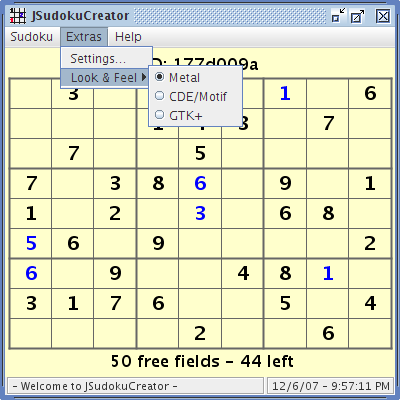 JSudokuCreator
Sudoku Extras Help
Settings...
Look & Feel
Metal
CDE/Motif
GTK+
D: 177d009a
3 1 6
7
7 5
7 3 8 6 9 1
1 2 3 6 8
5 6 9 2
6 9 4 8 1
3 1 7 6 5 4
2 6
50 free fields - 44 left
- Welcome to JSudokuCreator -
12/6/07 - 9:57:11 PM